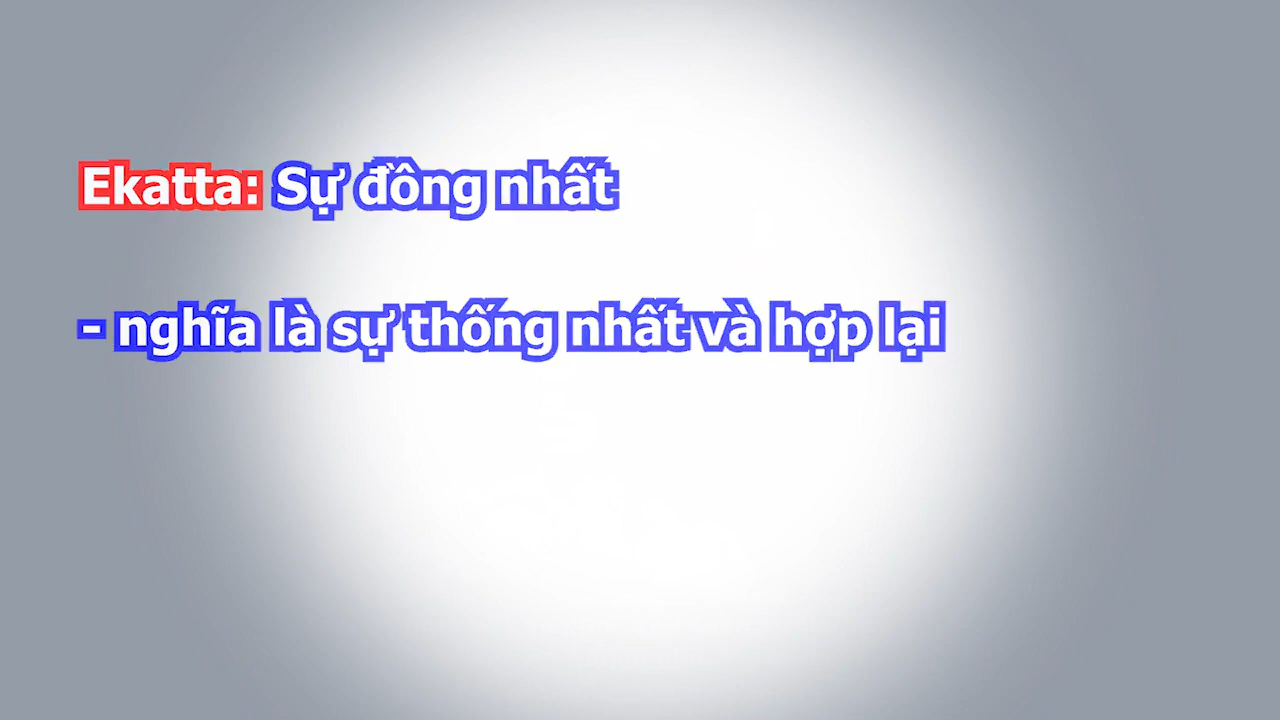 Ekatta: Sự đồng nhất
- nghĩa là sự thống nhất và hợp lại